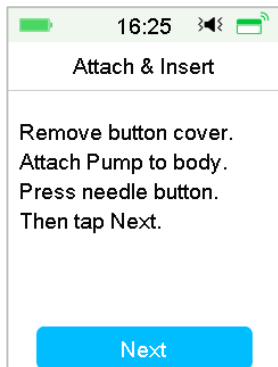 16:25
Attach & Insert
Remove button cover.
Attach Pump to body.
Press needle button.
Then tap Next.
Next